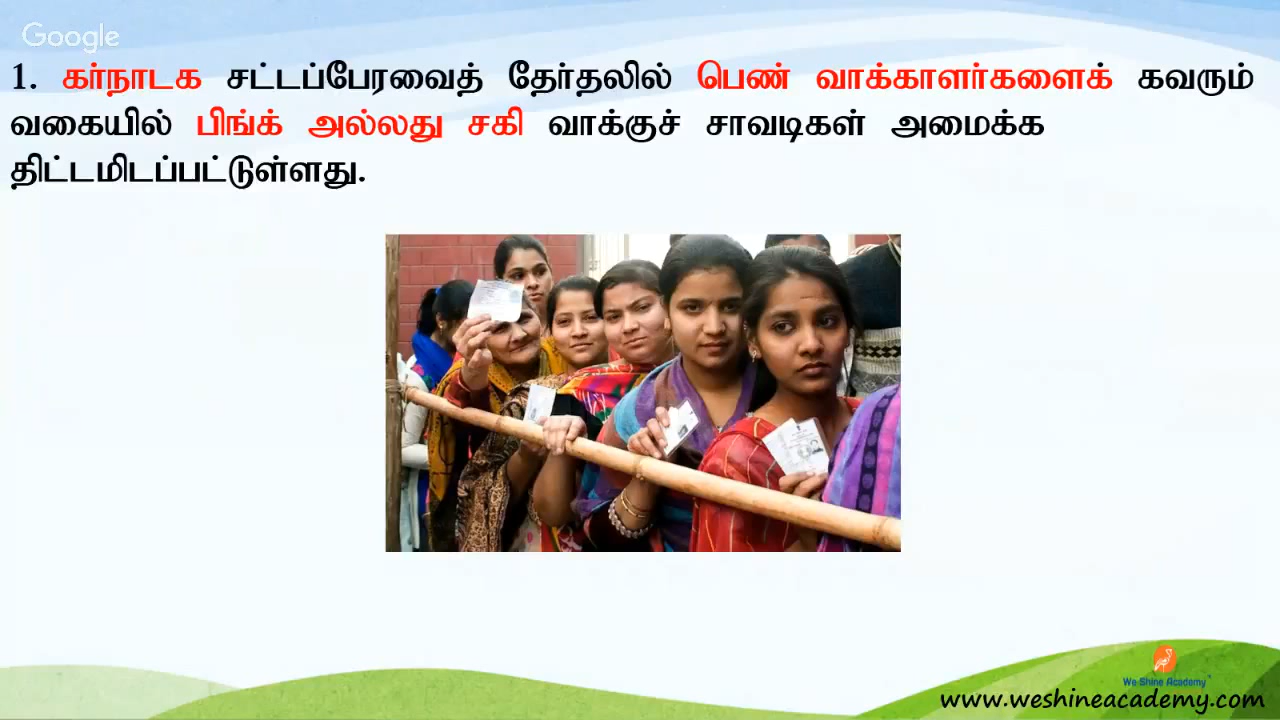 Google
1. கர்நாடக சட்டப்பேரவைத் தேர்தலில் பெண் வாக்காளர்களைக் கவரும்
வகையில் பிங்க் அல்லது சகி வாக்குச் சாவடிகள் அமைக்க
திட்டமிடப்பட்டுள்ளது.
We Shine Academy
www.weshineacademy.com